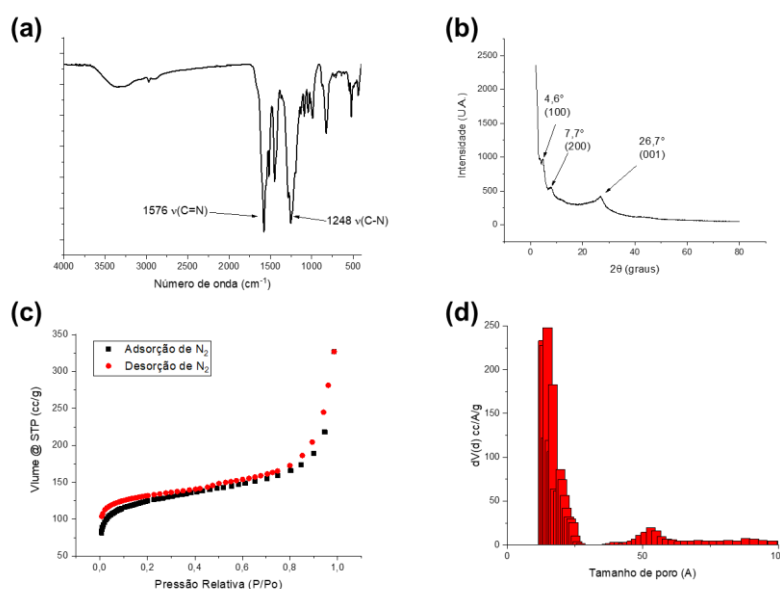 (a)
1576 ν(C=N)
1248 ν(C-N)
4000 3500 3000 2500 2000 1500 1000 500
Número de onda (cm⁻¹)
(b)
2500
2000
1500
1000
500
0
Intensidade (U.A.)
4,6°
(100)
7,7°
(200)
26,7°
(001)
0 20 40 60 80
2θ (graus)
(c)
350
300
250
200
150
100
50
Vlume @ STP (cc/g)
Adsorção de N₂
Desorção de N₂
0,0 0,2 0,4 0,6 0,8 1,0
Pressão Relativa (P/Po)
(d)
250
200
150
100
50
0
dV(d) cc/A/g
0 50 10
Tamanho de poro (A)